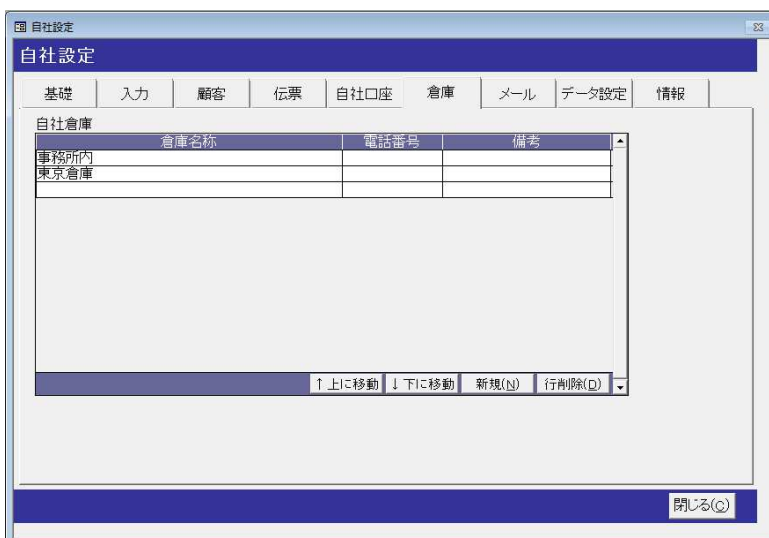 自社設定
自社設定
基礎 入力 顧客 伝票 自社口座 倉庫 メール データ設定 情報
自社倉庫
倉庫名称 電話番号 備考
事務所内
東京倉庫
↑上に移動 ↓下に移動 新規(N) 行削除(D)
閉じる(C)